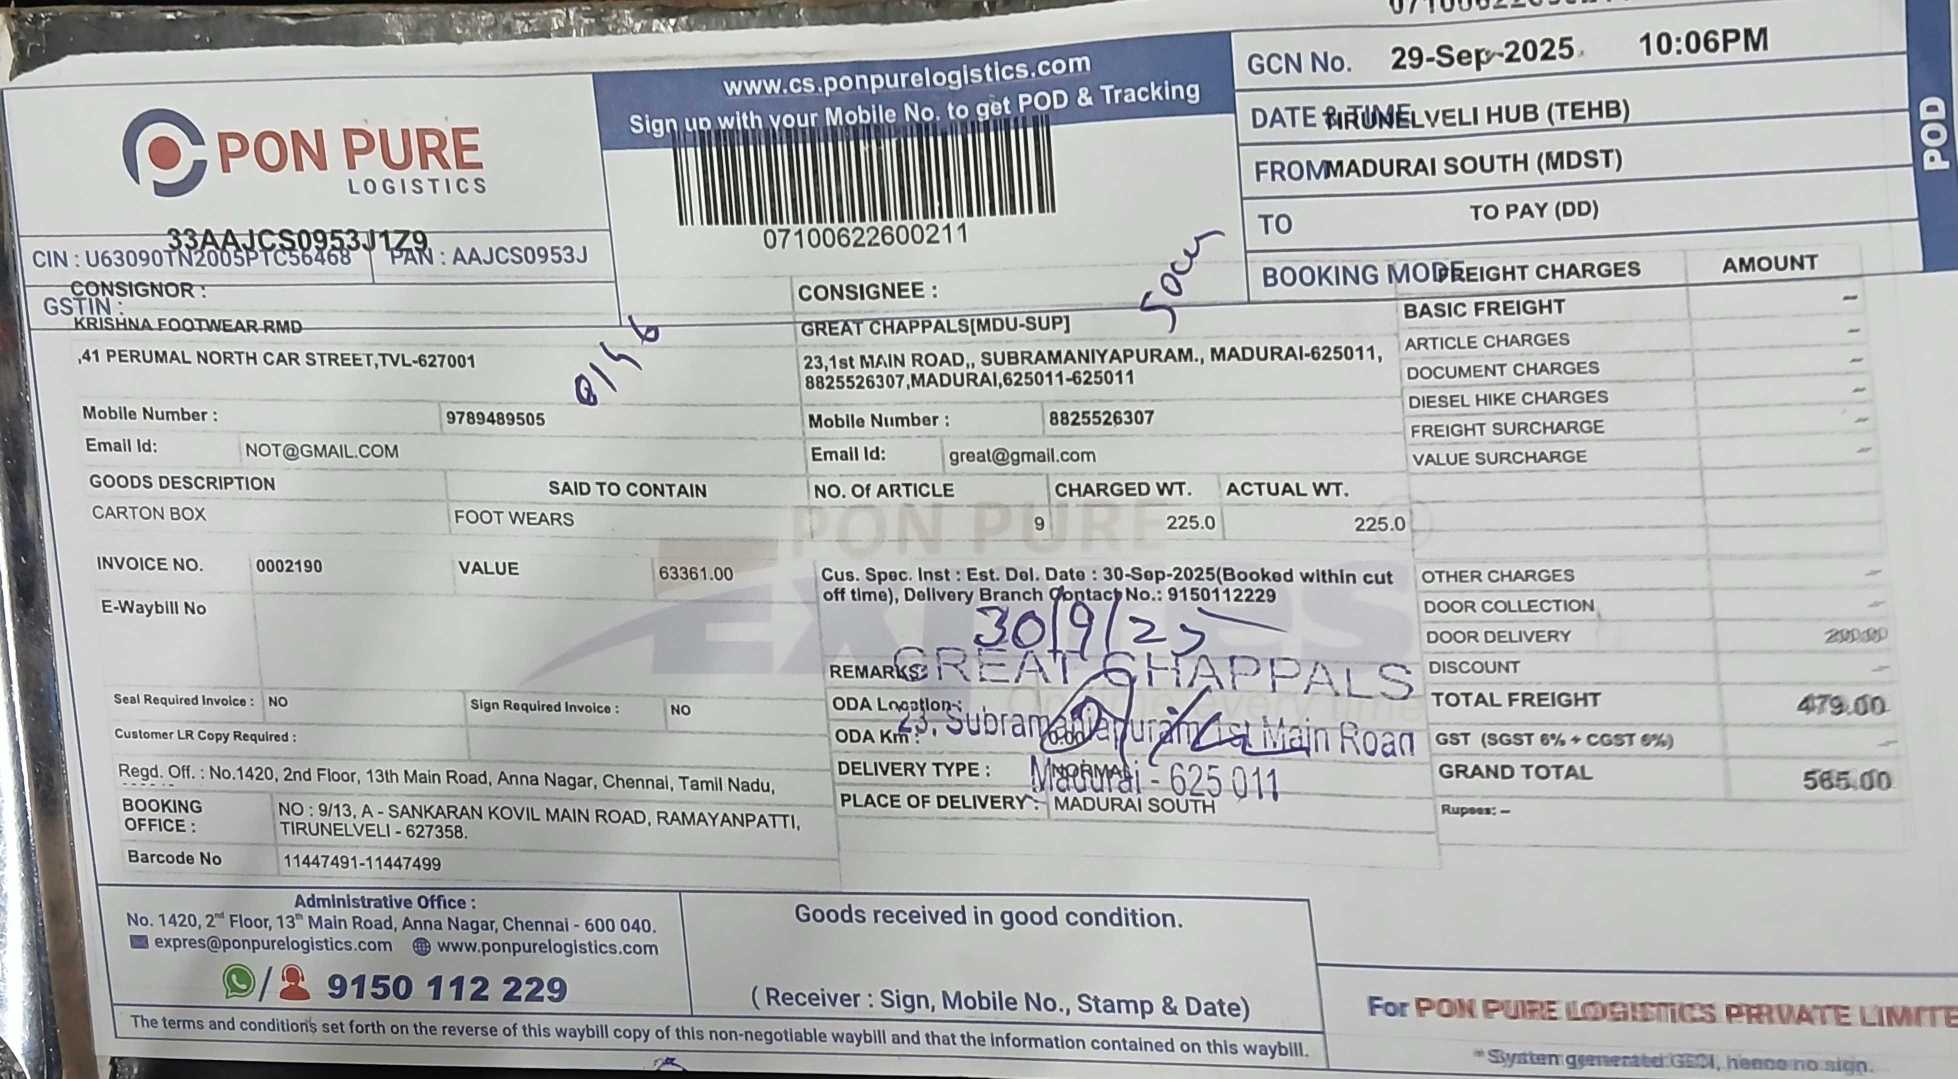 www.cs.ponpurelogistics.com
Sign up with your Mobile No. to get POD & Tracking
PON PURE
LOGISTICS
07100622600211
GCN No. 29-Sep-2025 10:06PM
DATE & TIME TIRUNELVELI HUB (TEHB)
FROM MADURAI SOUTH (MDST)
TO TO PAY (DD)
BOOKING MODE
POD
33AAJCS0953J1Z9
CIN : U63090TN2005PTC56468 PAN : AAJCS0953J
GSTIN :
CONSIGNOR :
KRISHNA FOOTWEAR RMD
,41 PERUMAL NORTH CAR STREET,TVL-627001
Mobile Number : 9789489505
Email Id: NOT@GMAIL.COM
CONSIGNEE :
GREAT CHAPPALS[MDU-SUP]
23,1st MAIN ROAD,, SUBRAMANIYAPURAM., MADURAI-625011,
8825526307,MADURAI,625011-625011
Mobile Number : 8825526307
Email Id: great@gmail.com
GOODS DESCRIPTION SAID TO CONTAIN NO. Of ARTICLE CHARGED WT. ACTUAL WT.
CARTON BOX FOOT WEARS 9 225.0 225.0
INVOICE NO. 0002190 VALUE 63361.00
E-Waybill No
Seal Required Invoice : NO Sign Required Invoice : NO
Customer LR Copy Required :
Regd. Off. : No.1420, 2nd Floor, 13th Main Road, Anna Nagar, Chennai, Tamil Nadu,
BOOKING OFFICE : NO : 9/13, A - SANKARAN KOVIL MAIN ROAD, RAMAYANPATTI,
TIRUNELVELI - 627358.
Barcode No 11447491-11447499
Cus. Spec. Inst : Est. Del. Date : 30-Sep-2025(Booked within cut
off time), Delivery Branch Contact No.: 9150112229
30/9/25
REMARKS:
GREAT CHAPPALS
ODA Location:
23, Subramaniapuram 1st Main Roan
ODA Km : 0.00
Madurai - 625 011
DELIVERY TYPE : NORMAL
PLACE OF DELIVERY : MADURAI SOUTH
FREIGHT CHARGES AMOUNT
BASIC FREIGHT –
ARTICLE CHARGES –
DOCUMENT CHARGES –
DIESEL HIKE CHARGES –
FREIGHT SURCHARGE –
VALUE SURCHARGE –
OTHER CHARGES –
DOOR COLLECTION –
DOOR DELIVERY 200.00
DISCOUNT –
TOTAL FREIGHT 479.00
GST (SGST 6% + CGST 6%) –
GRAND TOTAL 565.00
Rupees: –
Administrative Office :
No. 1420, 2nd Floor, 13th Main Road, Anna Nagar, Chennai - 600 040.
expres@ponpurelogistics.com www.ponpurelogistics.com
9150 112 229
Goods received in good condition.
( Receiver : Sign, Mobile No., Stamp & Date)
The terms and conditions set forth on the reverse of this waybill copy of this non-negotiable waybill and that the information contained on this waybill.
For PON PURE LOGISTICS PRIVATE LIMITE